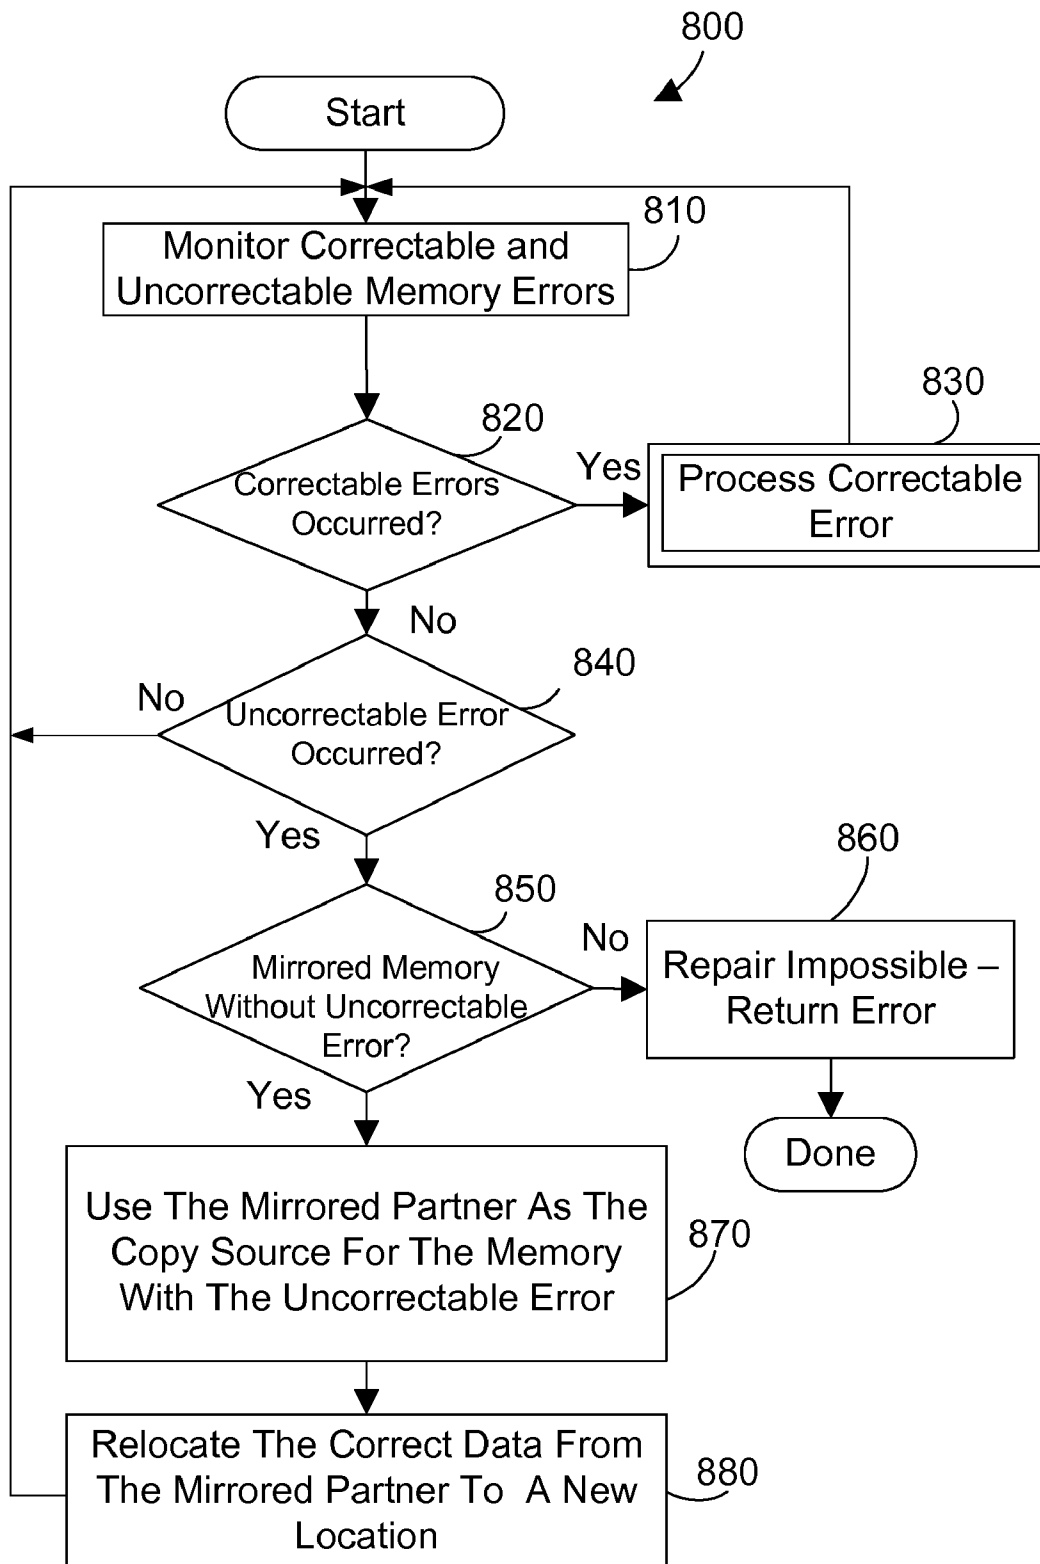 800
Start
810
Monitor Correctable and
Uncorrectable Memory Errors
820
830
Correctable Errors
Occurred?
Yes
Process Correctable
Error
No
840
No
Uncorrectable Error
Occurred?
Yes
860
850
Mirrored Memory
Without Uncorrectable
Error?
No
Repair Impossible –
Return Error
Yes
Done
Use The Mirrored Partner As The
Copy Source For The Memory
With The Uncorrectable Error
870
Relocate The Correct Data From
The Mirrored Partner To A New
Location
880